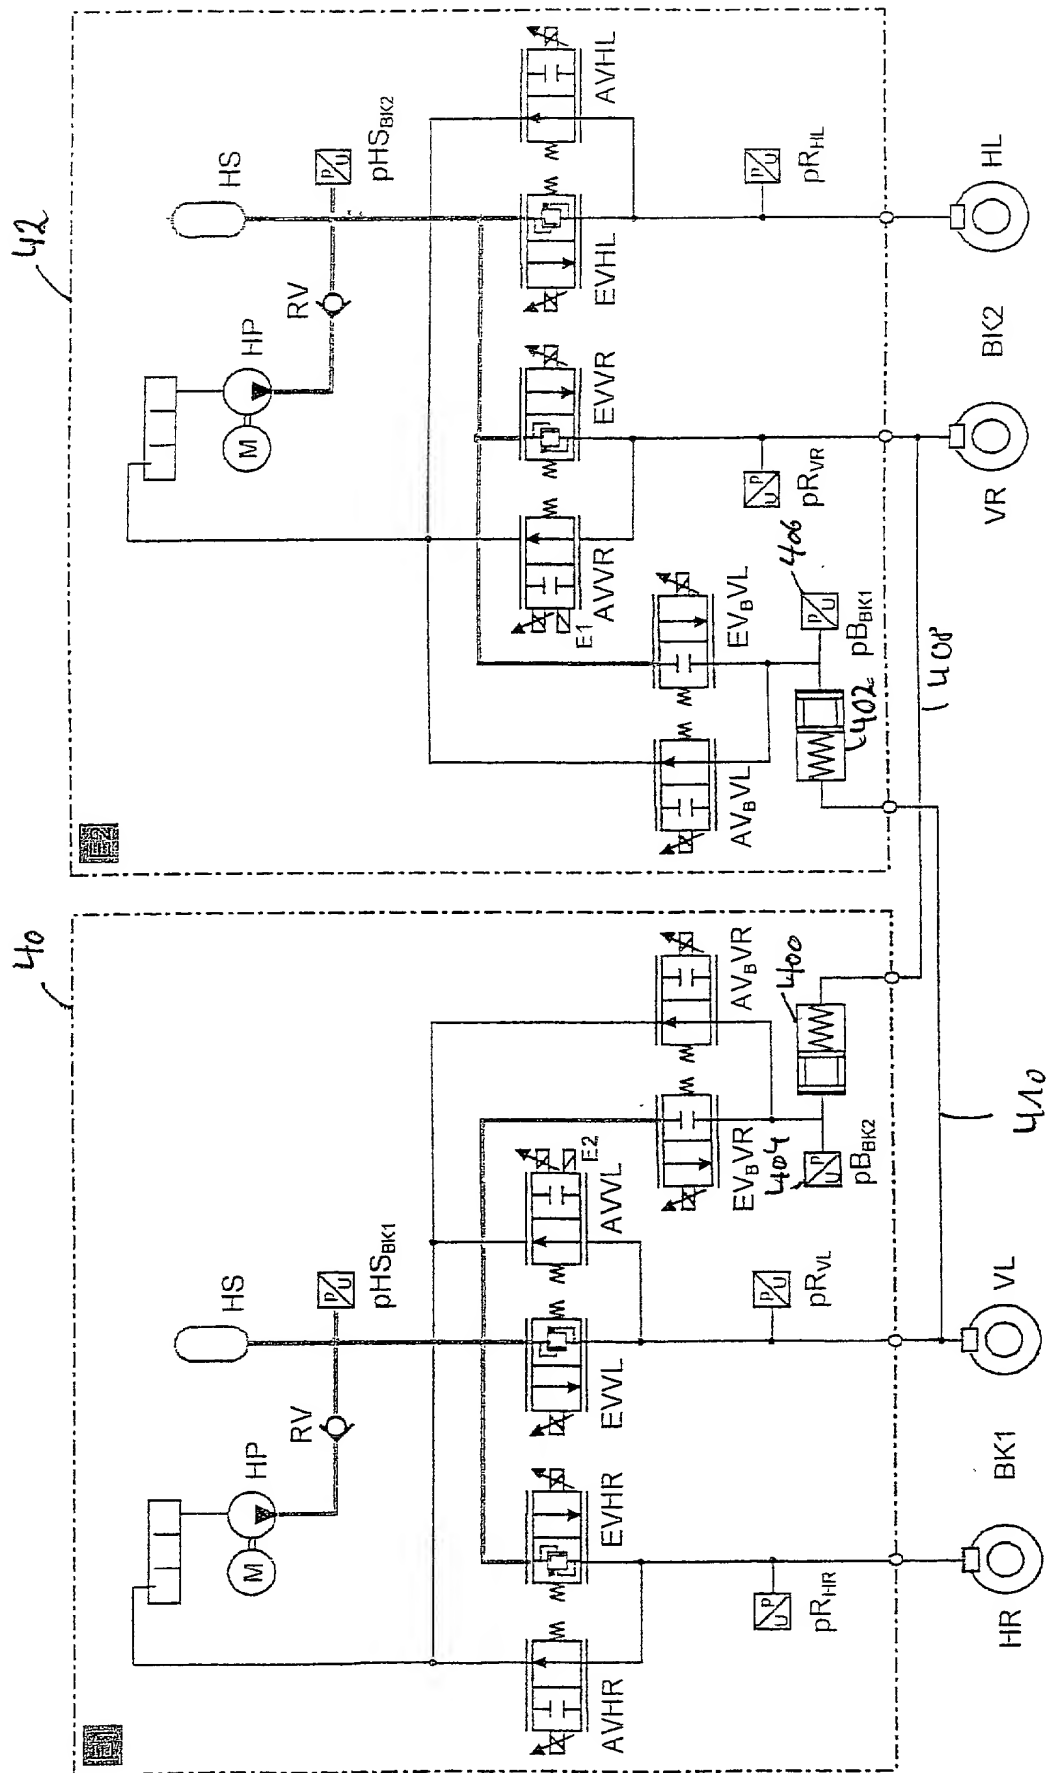 40
HS
HP
M
RV
P/U
pHS_BK1
AVHR
EVHR
EVVL
AVVL
E2
EV_BVR
AV_BVR
404
U P
pB_BK2
400
U P
pR_HR
P/U
pR_VL
HR
BK1
VL
410
408
42
HS
HP
M
RV
P/U
pHS_BK2
E1
AVVR
EVVR
EVHL
AVHL
AV_BVL
EV_BVL
406
P/U
pB_BK1
402
U P
pR_VR
P/U
pR_HL
VR
BK2
HL